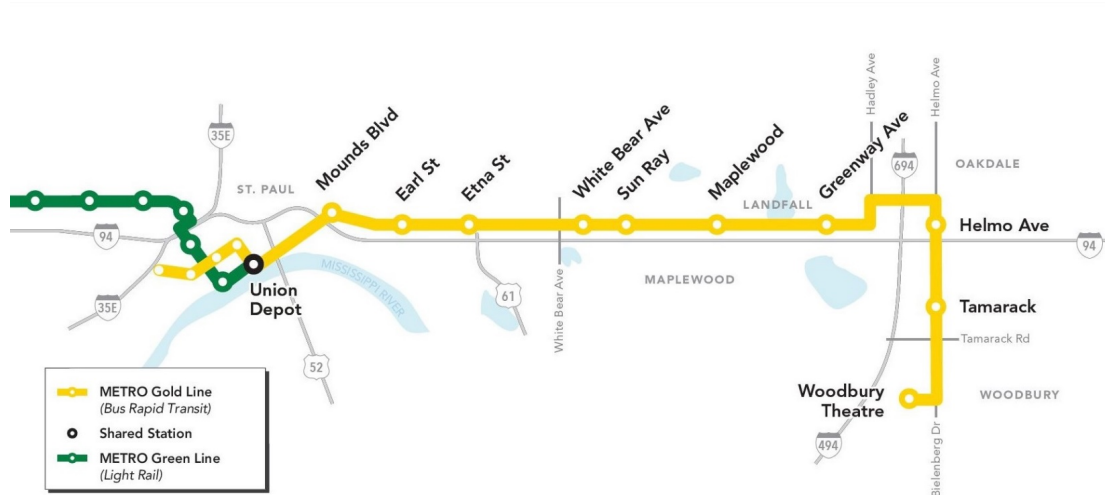 Hadley Ave
Helmo Ave
35E
ST. PAUL
Mounds Blvd
Earl St
Etna St
White Bear Ave
Sun Ray
Maplewood
LANDFALL
Greenway Ave
694
OAKDALE
94
Helmo Ave
94
MISSISSIPPI RIVER
MAPLEWOOD
Union
Depot
35E
61
White Bear Ave
Tamarack
52
Tamarack Rd
Woodbury
Theatre
WOODBURY
494
Bielenberg Dr
METRO Gold Line
(Bus Rapid Transit)
Shared Station
METRO Green Line
(Light Rail)